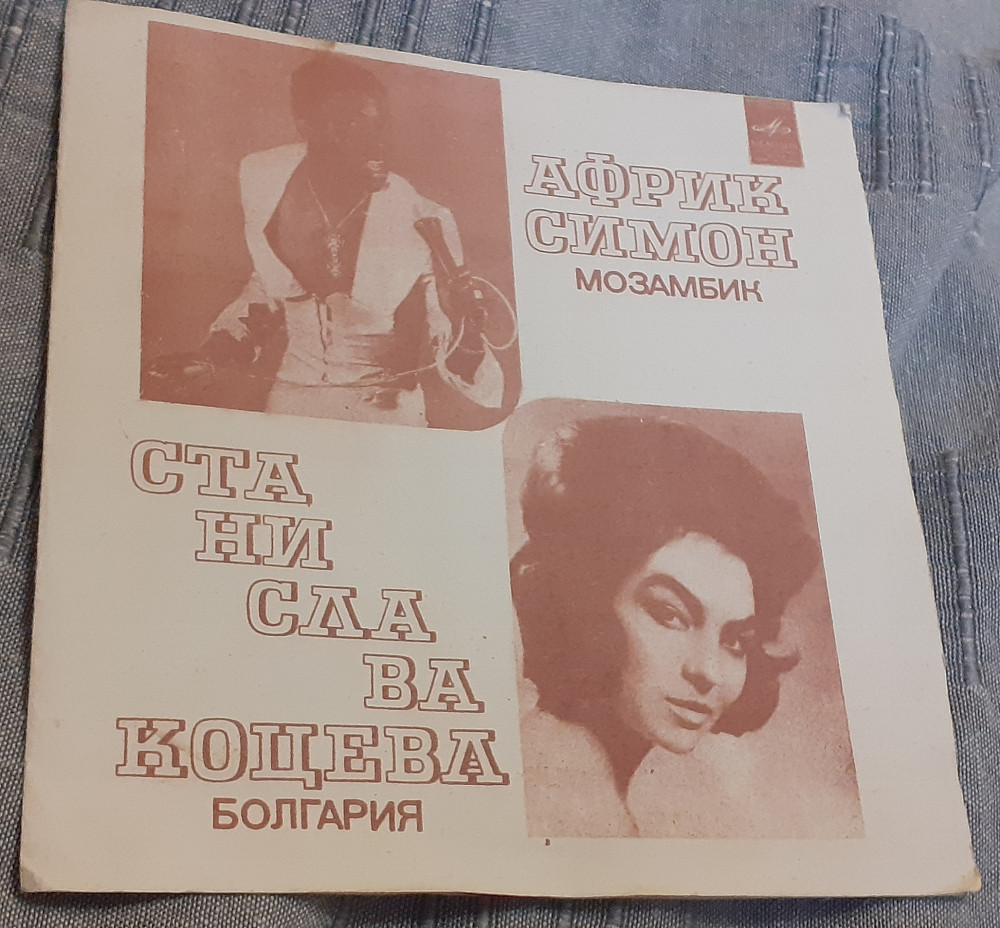 АФРИК
СИМОН
МОЗАМБИК
СТА
НИ
СЛА
ВА
КОЦЕВА
БОЛГАРИЯ